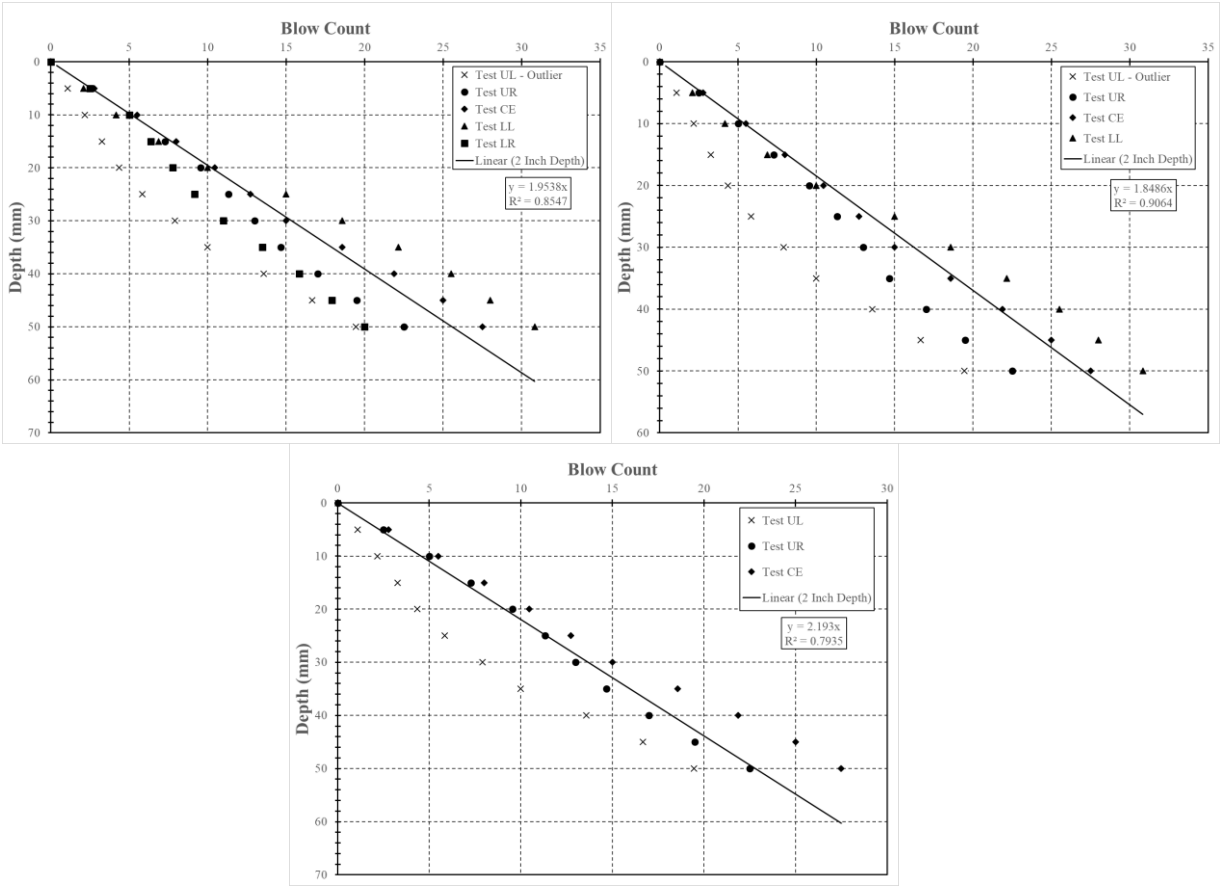 Blow Count
0 5 10 15 20 25 30 35
0
10
20
30
40
50
60
70
Depth (mm)
Test UL - Outlier
Test UR
Test CE
Test LL
Test LR
Linear (2 Inch Depth)
y = 1.9538x
R² = 0.8547
Blow Count
0 5 10 15 20 25 30 35
0
10
20
30
40
50
60
Depth (mm)
Test UL - Outlier
Test UR
Test CE
Test LL
Linear (2 Inch Depth)
y = 1.8486x
R² = 0.9064
Blow Count
0 5 10 15 20 25 30
0
10
20
30
40
50
60
70
Depth (mm)
Test UL
Test UR
Test CE
Linear (2 Inch Depth)
y = 2.193x
R² = 0.7935